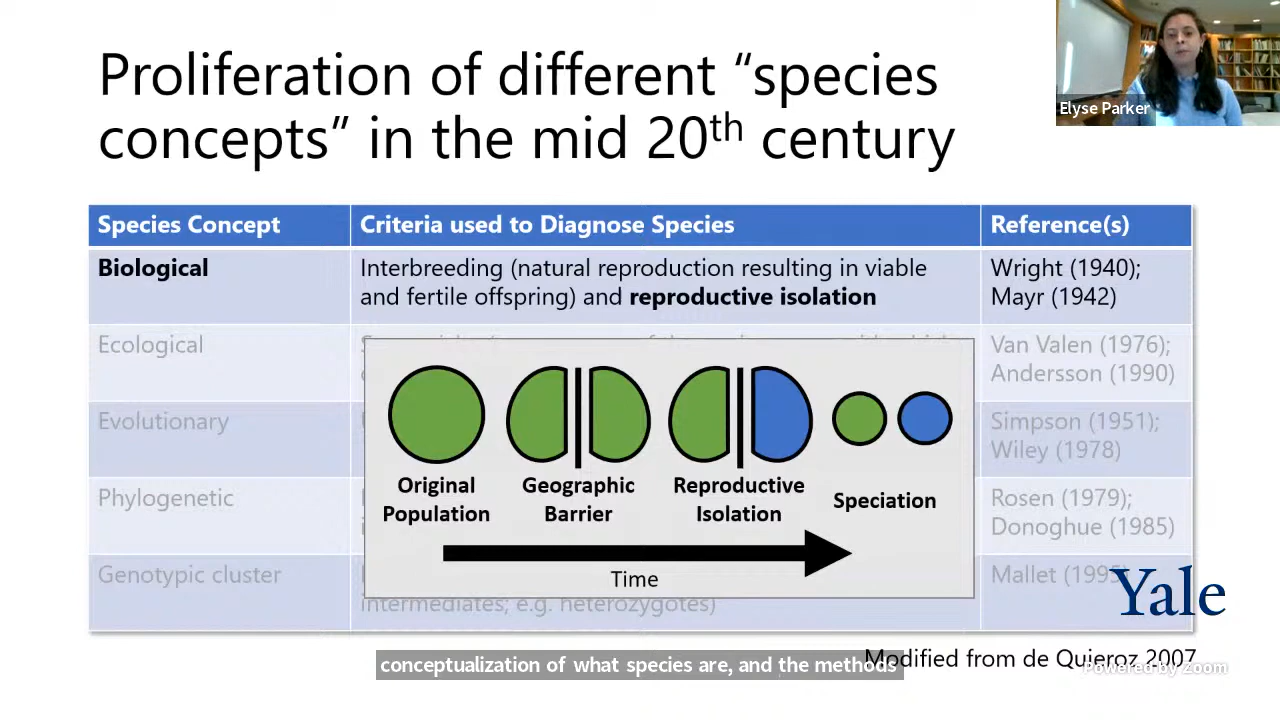 Proliferation of different “species
concepts” in the mid 20th century
Elyse Parker
Species Concept Criteria used to Diagnose Species Reference(s)
Biological Interbreeding (natural reproduction resulting in viable Wright (1940);
and fertile offspring) and reproductive isolation Mayr (1942)
Ecological Van Valen (1976);
Andersson (1990)
Evolutionary Simpson (1951);
Wiley (1978)
Phylogenetic Rosen (1979);
Donoghue (1985)
Genotypic cluster Mallet (1995)
intermediates; e.g. heterozygotes)
Original
Population
Geographic
Barrier
Reproductive
Isolation
Speciation
Time
Yale
Modified from de Quieroz 2007
conceptualization of what species are, and the methods
Powered by Zoom